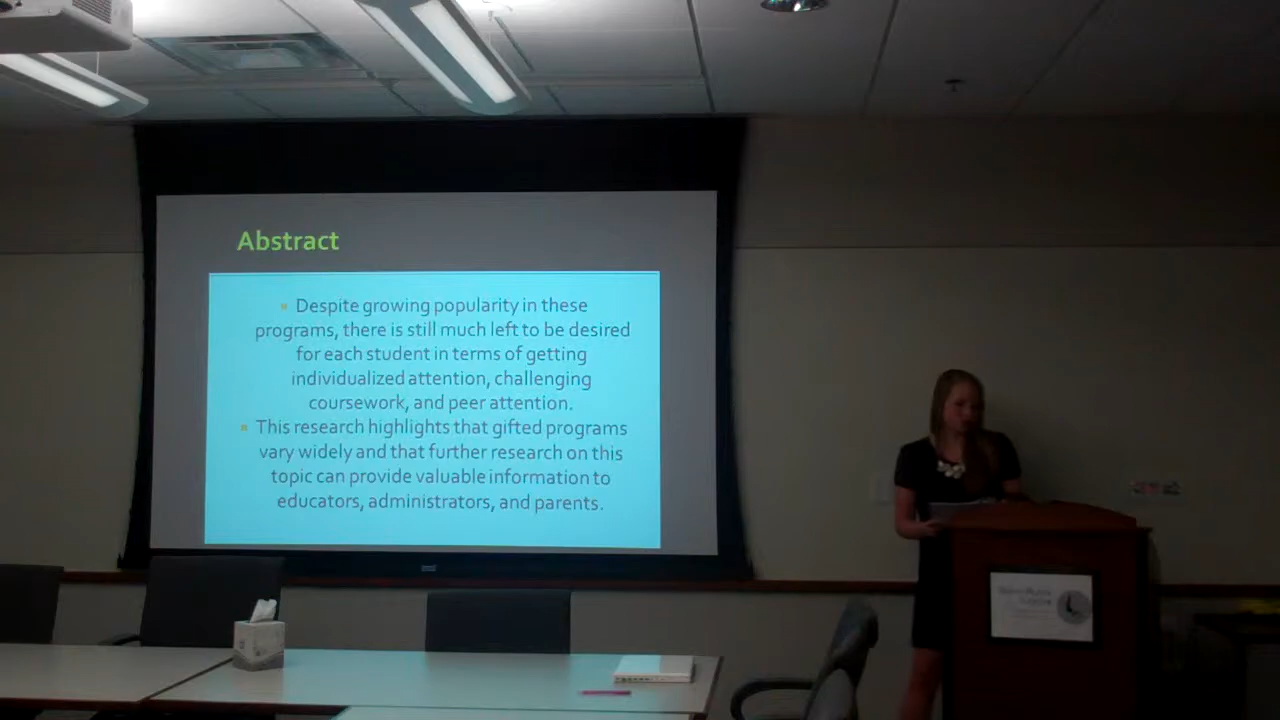 Abstract
Despite growing popularity in these
programs, there is still much left to be desired
for each student in terms of getting
individualized attention, challenging
coursework, and peer attention.
This research highlights that gifted programs
vary widely and that further research on this
topic can provide valuable information to
educators, administrators, and parents.